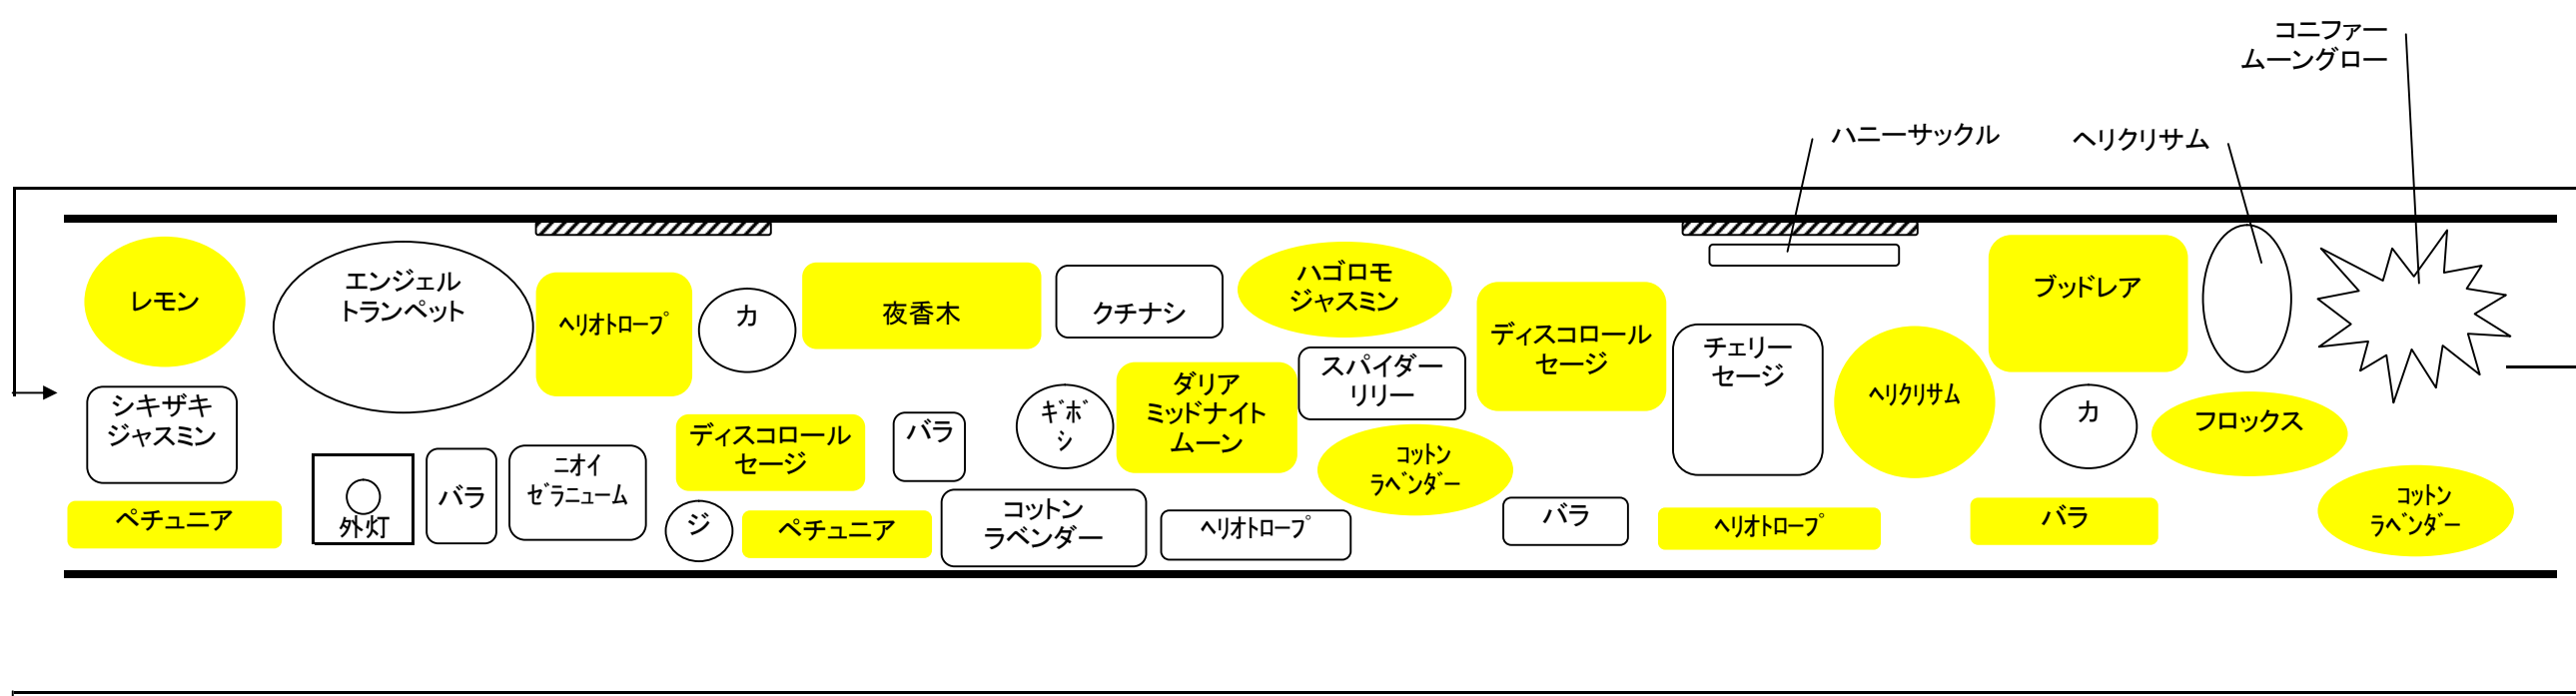 コニファー
ムーングロー
ハニーサックル
ヘリクリサム
レモン
エンジェル
トランペット
ﾍﾘｵﾄﾛｰﾌﾟ
カ
夜香木
クチナシ
ハゴロモ
ジャスミン
ディスコロール
セージ
チェリー
セージ
ﾍﾘｸﾘｻﾑ
ブッドレア
カ
フロックス
シキザキ
ジャスミン
ディスコロール
セージ
バラ
ｷﾞﾎﾞ
シ
ダリア
ミッドナイト
ムーン
スパイダー
リリー
ｺｯﾄﾝ
ﾗﾍﾞﾝﾀﾞｰ
ペチュニア
外灯
バラ
ﾆｵｲ
ｾﾞﾗﾆｭｰﾑ
ジ
ペチュニア
コットン
ラベンダー
ﾍﾘｵﾄﾛｰﾌﾟ
バラ
ﾍﾘｵﾄﾛｰﾌﾟ
バラ
ｺｯﾄﾝ
ﾗﾍﾞﾝﾀﾞｰ